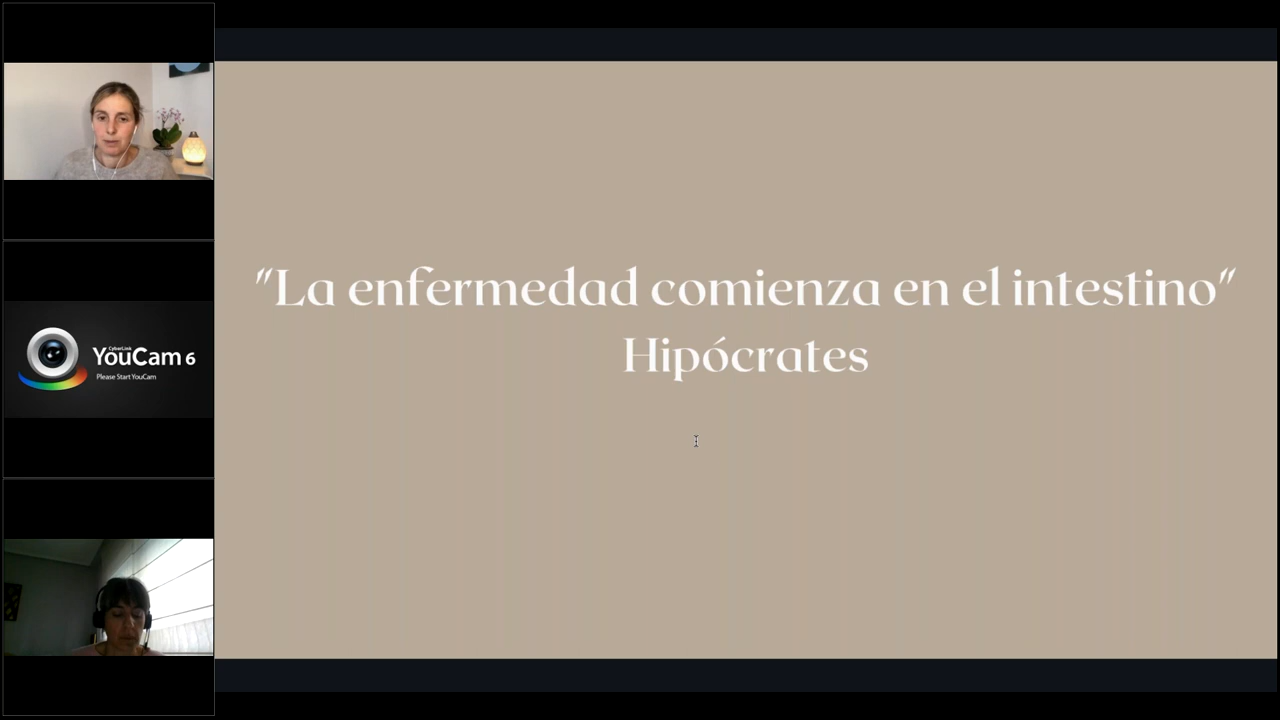 CyberLink
YouCam 6
Please Start YouCam
"La enfermedad comienza en el intestino"
Hipócrates